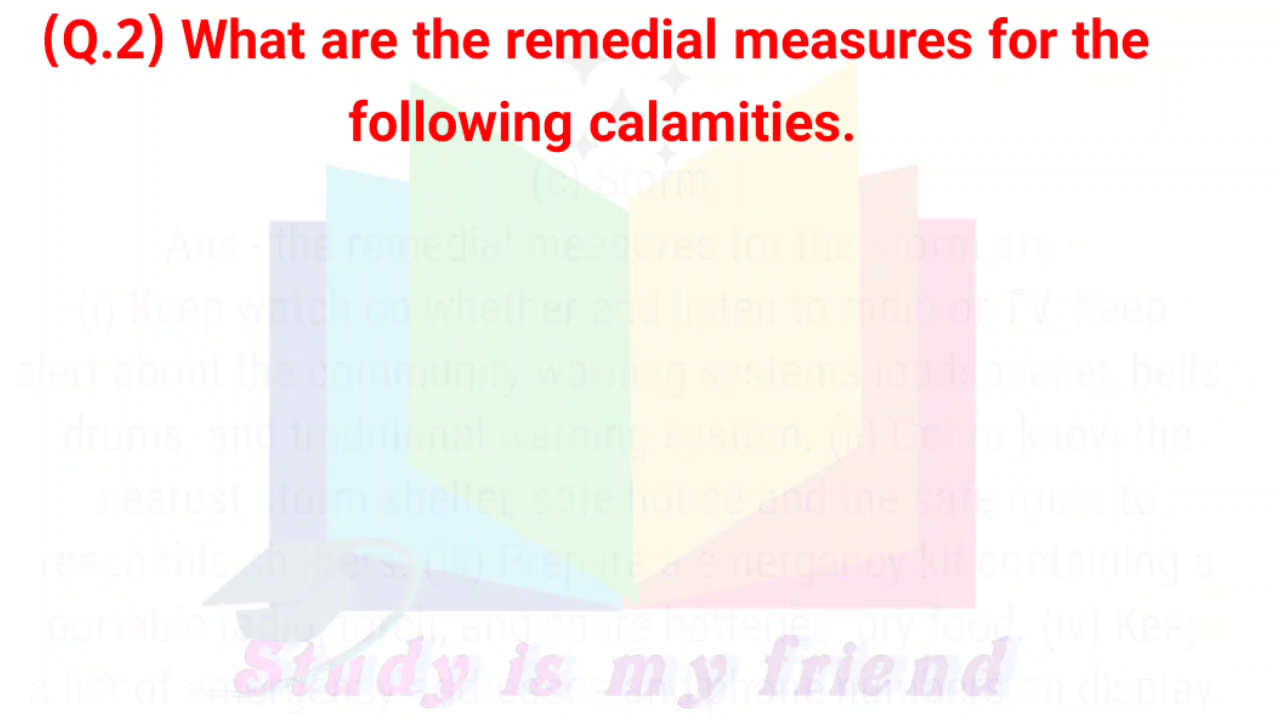 (Q.2) What are the remedial measures for the
following calamities.
(c) Storm,
Ans - the remedial measures for the storm are -
(i) Keep watch on whether and listen to radio or TV. Keep
alert about the community warning systems loudspeaker, bells,
drums, and traditional warning system. (ii) Get to know the
nearest storm shelter, safe house and the safe route to
reach this shelters. (iii) Prepare a emergency kit containing a
portable radio, torch, and spare batteries, dry food. (iv) Keep
a list of emergency addresses and phone numbers on display
Study is my friend